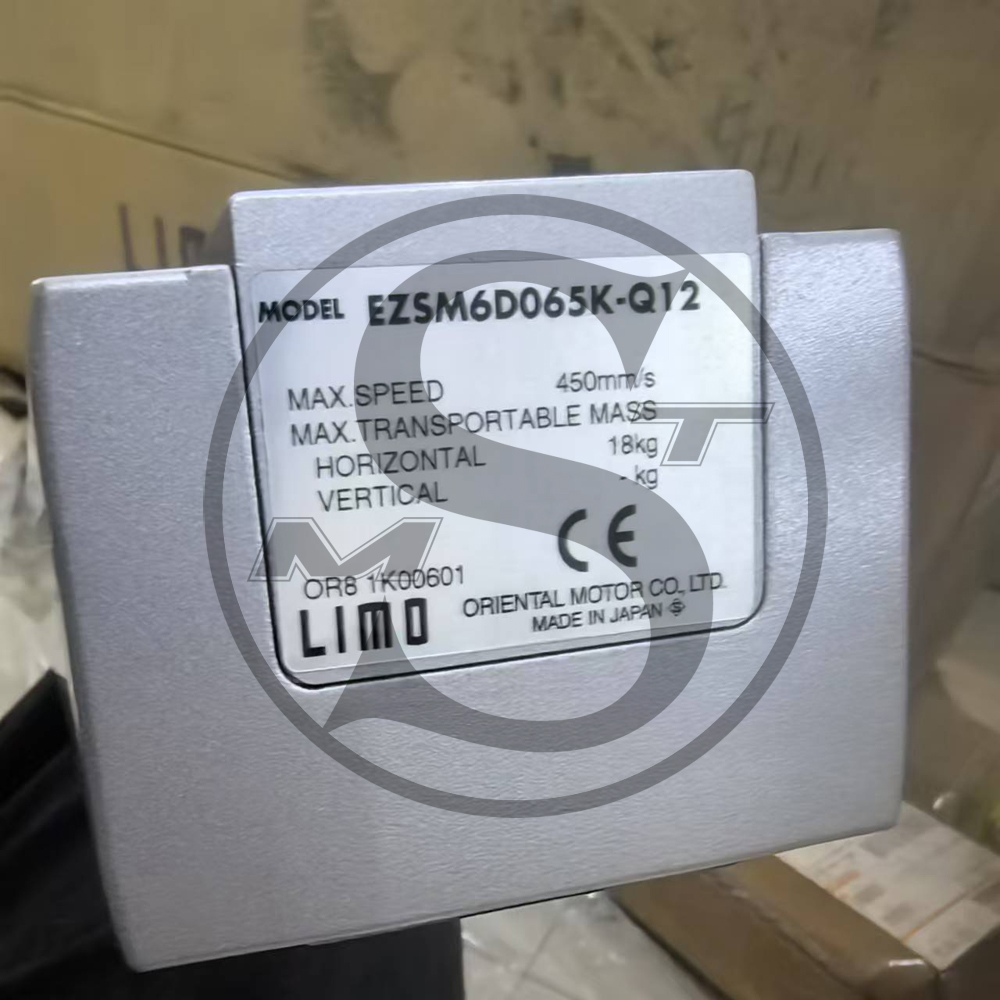 MODEL EZSM6D065K-Q12
MAX.SPEED 450mm/s
MAX.TRANSPORTABLE MASS
HORIZONTAL 18kg
VERTICAL - kg
CE
OR8 1K00601
LIMO ORIENTAL MOTOR CO., LTD.
MADE IN JAPAN S
M S T